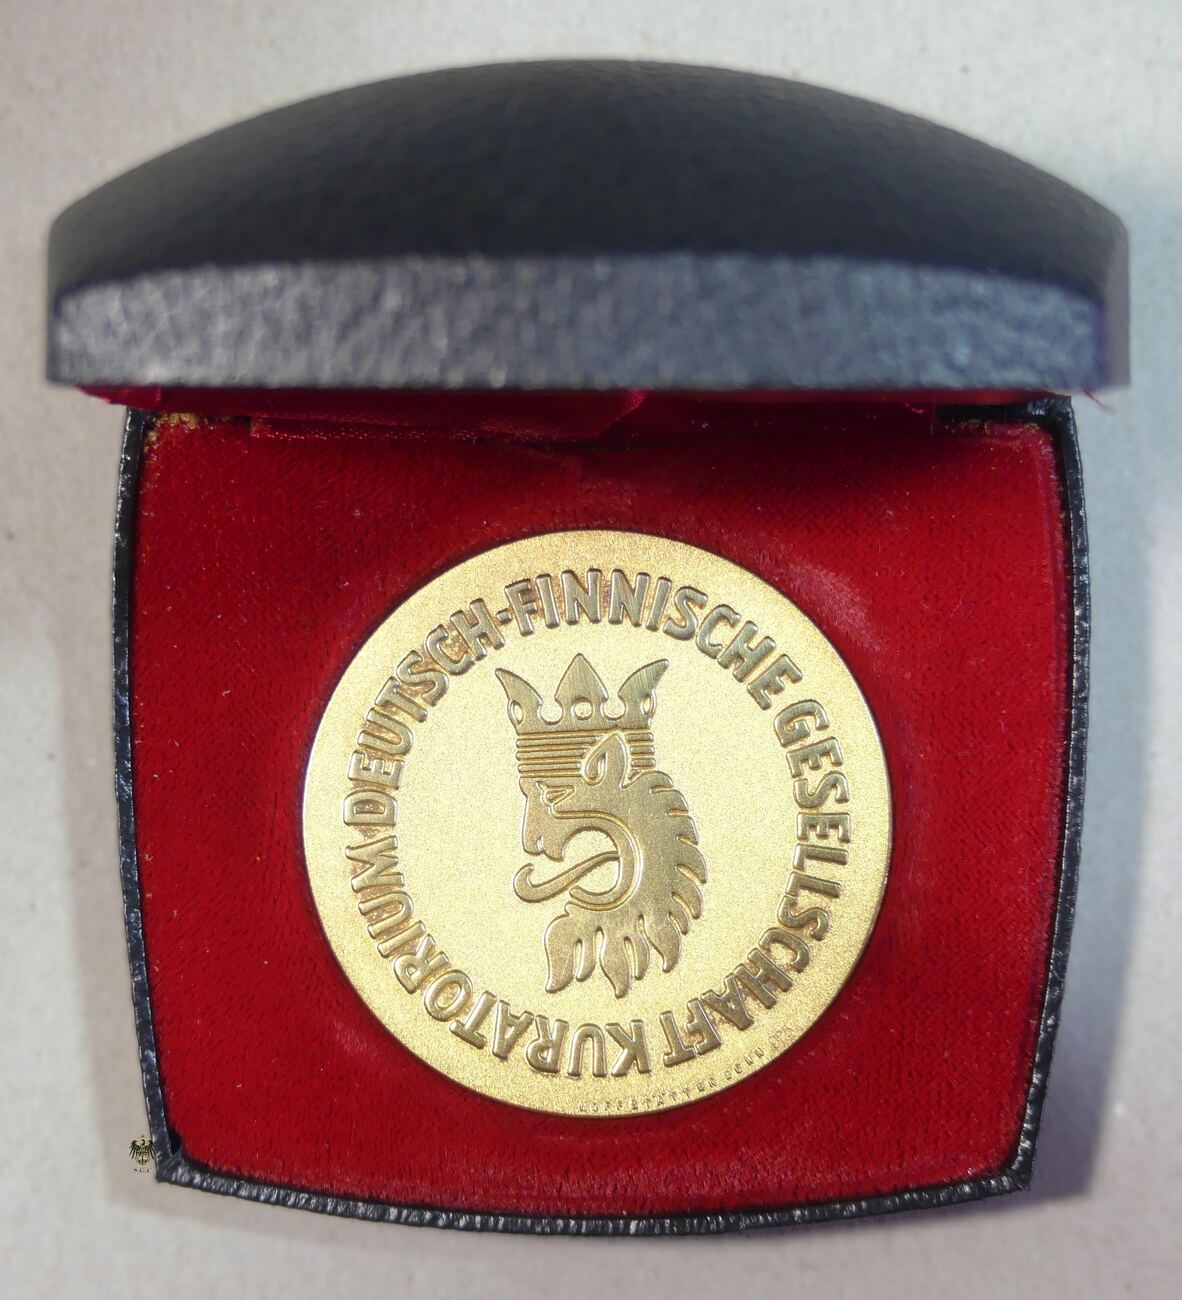 DEUTSCH-FINNISCHE GESELLSCHAFT KURATORIUM
S.G.C